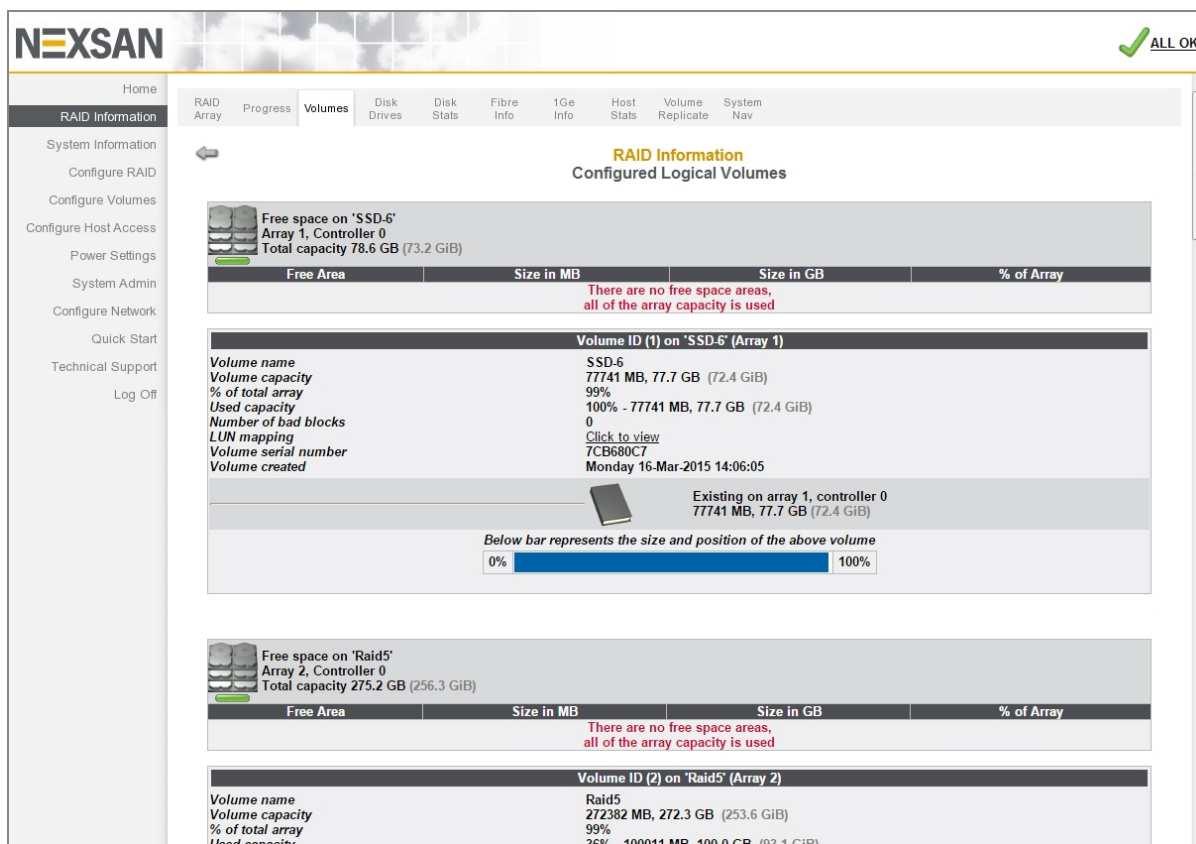 NEXSAN
ALL OK
Home
RAID Information
System Information
Configure RAID
Configure Volumes
Configure Host Access
Power Settings
System Admin
Configure Network
Quick Start
Technical Support
Log Off
RAID Array Progress Volumes Disk Drives Disk Stats Fibre Info 1Ge Info Host Stats Volume Replicate System Nav
RAID Information
Configured Logical Volumes
Free space on 'SSD-6'
Array 1, Controller 0
Total capacity 78.6 GB (73.2 GiB)
Free Area Size in MB Size in GB % of Array
There are no free space areas,
all of the array capacity is used
Volume ID (1) on 'SSD-6' (Array 1)
Volume name SSD-6
Volume capacity 77741 MB, 77.7 GB (72.4 GiB)
% of total array 99%
Used capacity 100% - 77741 MB, 77.7 GB (72.4 GiB)
Number of bad blocks 0
LUN mapping Click to view
Volume serial number 7CB680C7
Volume created Monday 16-Mar-2015 14:06:05
Existing on array 1, controller 0
77741 MB, 77.7 GB (72.4 GiB)
Below bar represents the size and position of the above volume
0% 100%
Free space on 'Raid5'
Array 2, Controller 0
Total capacity 275.2 GB (256.3 GiB)
Free Area Size in MB Size in GB % of Array
There are no free space areas,
all of the array capacity is used
Volume ID (2) on 'Raid5' (Array 2)
Volume name Raid5
Volume capacity 272382 MB, 272.3 GB (253.6 GiB)
% of total array 99%
Used capacity 36% - 100011 MB, 100.0 GB (93.1 GiB)